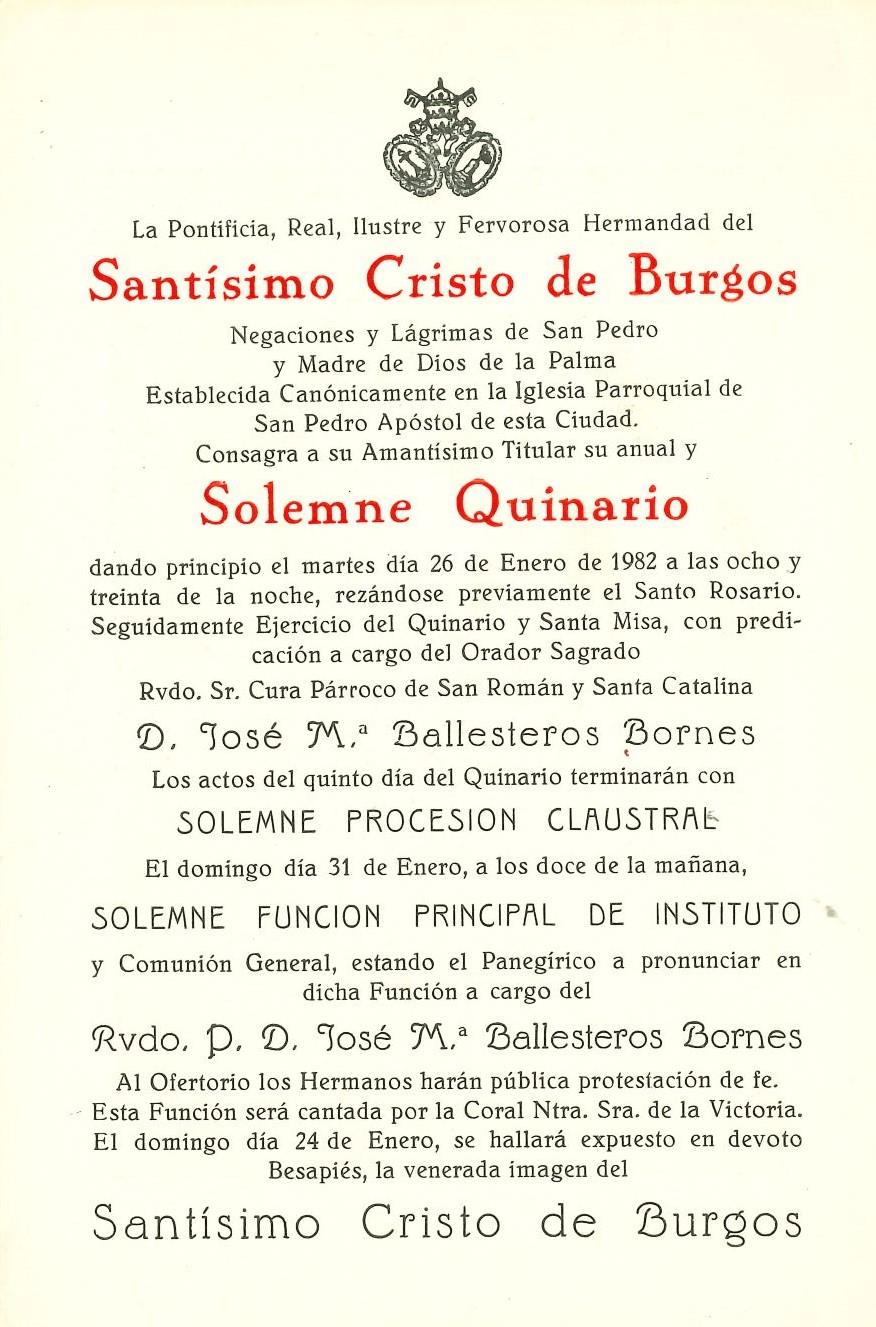 La Pontificia, Real, Ilustre y Fervorosa Hermandad del
Santísimo Cristo de Burgos
Negaciones y Lágrimas de San Pedro
y Madre de Dios de la Palma
Establecida Canónicamente en la Iglesia Parroquial de
San Pedro Apóstol de esta Ciudad.
Consagra a su Amantísimo Titular su anual y
Solemne Quinario
dando principio el martes día 26 de Enero de 1982 a las ocho y
treinta de la noche, rezándose previamente el Santo Rosario.
Seguidamente Ejercicio del Quinario y Santa Misa, con predi-
cación a cargo del Orador Sagrado
Rvdo. Sr. Cura Párroco de San Román y Santa Catalina
D. José M.ª Ballesteros Bornes
Los actos del quinto día del Quinario terminarán con
SOLEMNE PROCESION CLAUSTRAL
El domingo día 31 de Enero, a los doce de la mañana,
SOLEMNE FUNCION PRINCIPAL DE INSTITUTO
y Comunión General, estando el Panegírico a pronunciar en
dicha Función a cargo del
Rvdo. P. D. José M.ª Ballesteros Bornes
Al Ofertorio los Hermanos harán pública protestación de fe.
Esta Función será cantada por la Coral Ntra. Sra. de la Victoria.
El domingo día 24 de Enero, se hallará expuesto en devoto
Besapiés, la venerada imagen del
Santísimo Cristo de Burgos